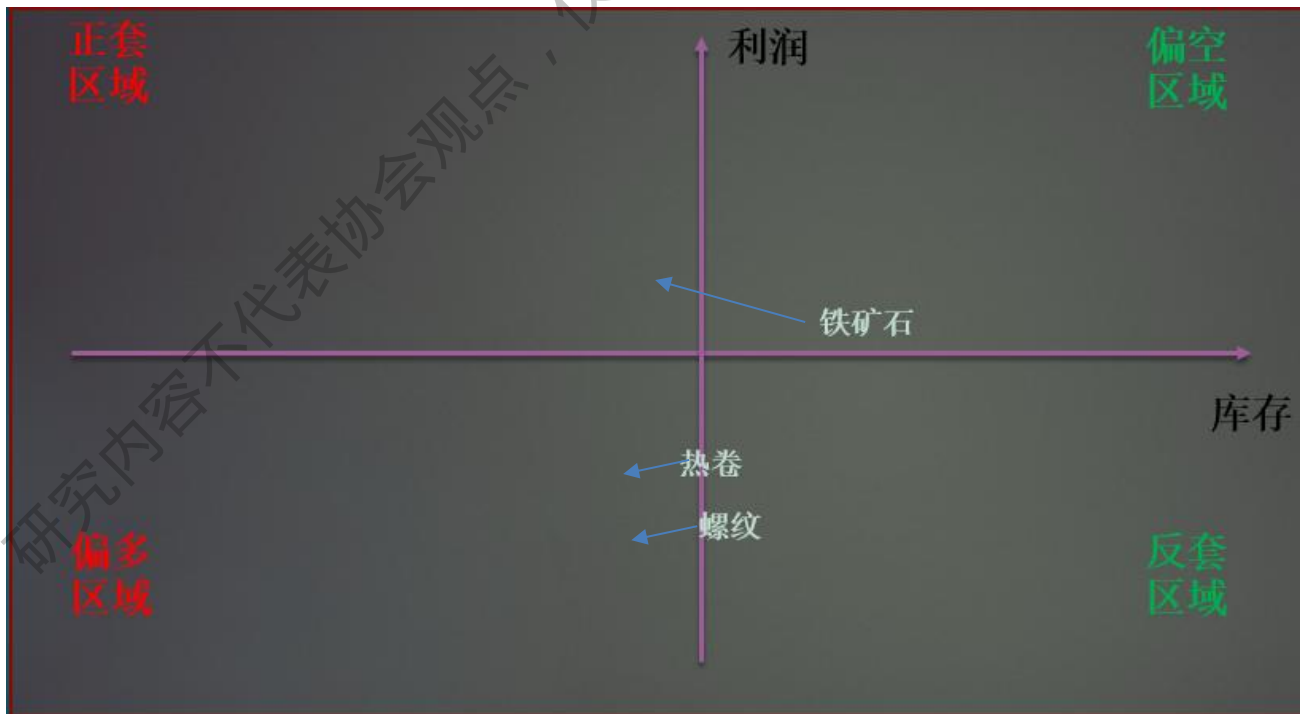 正套
区域
利润
偏空
区域
铁矿石
库存
热卷
螺纹
偏多
区域
反套
区域
研究内容不代表协会观点，